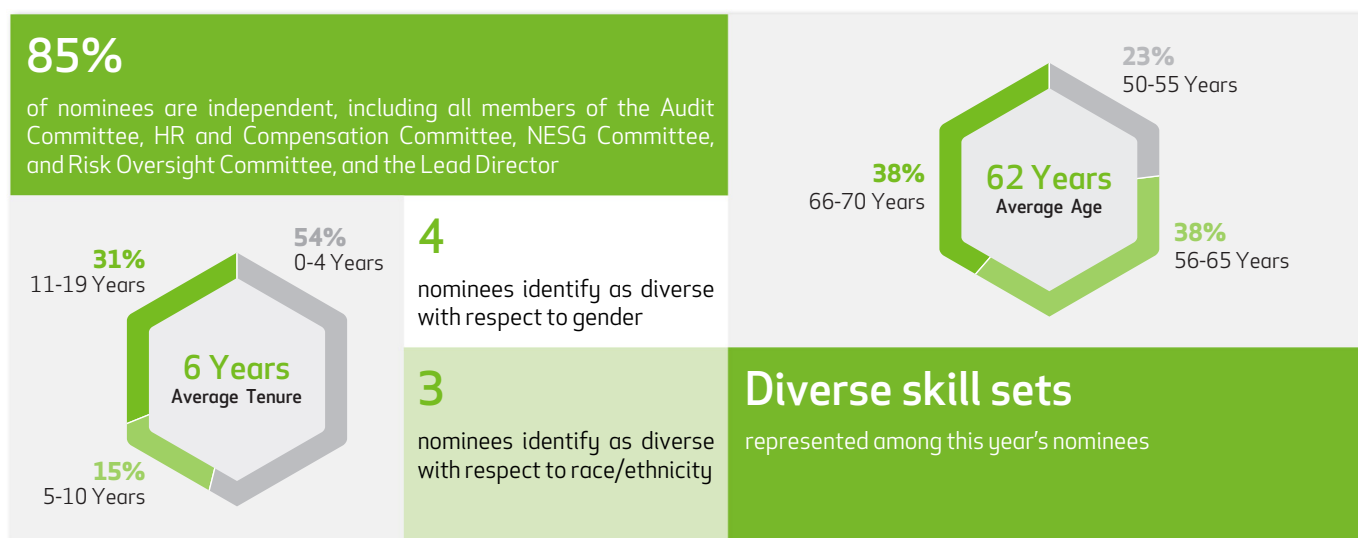 85%
of nominees are independent, including all members of the Audit
Committee, HR and Compensation Committee, NESG Committee,
and Risk Oversight Committee, and the Lead Director
23%
50-55 Years
38%
66-70 Years
62 Years
Average Age
38%
56-65 Years
54%
0-4 Years
31%
11-19 Years
6 Years
Average Tenure
15%
5-10 Years
4
nominees identify as diverse
with respect to gender
3
nominees identify as diverse
with respect to race/ethnicity
Diverse skill sets
represented among this year’s nominees